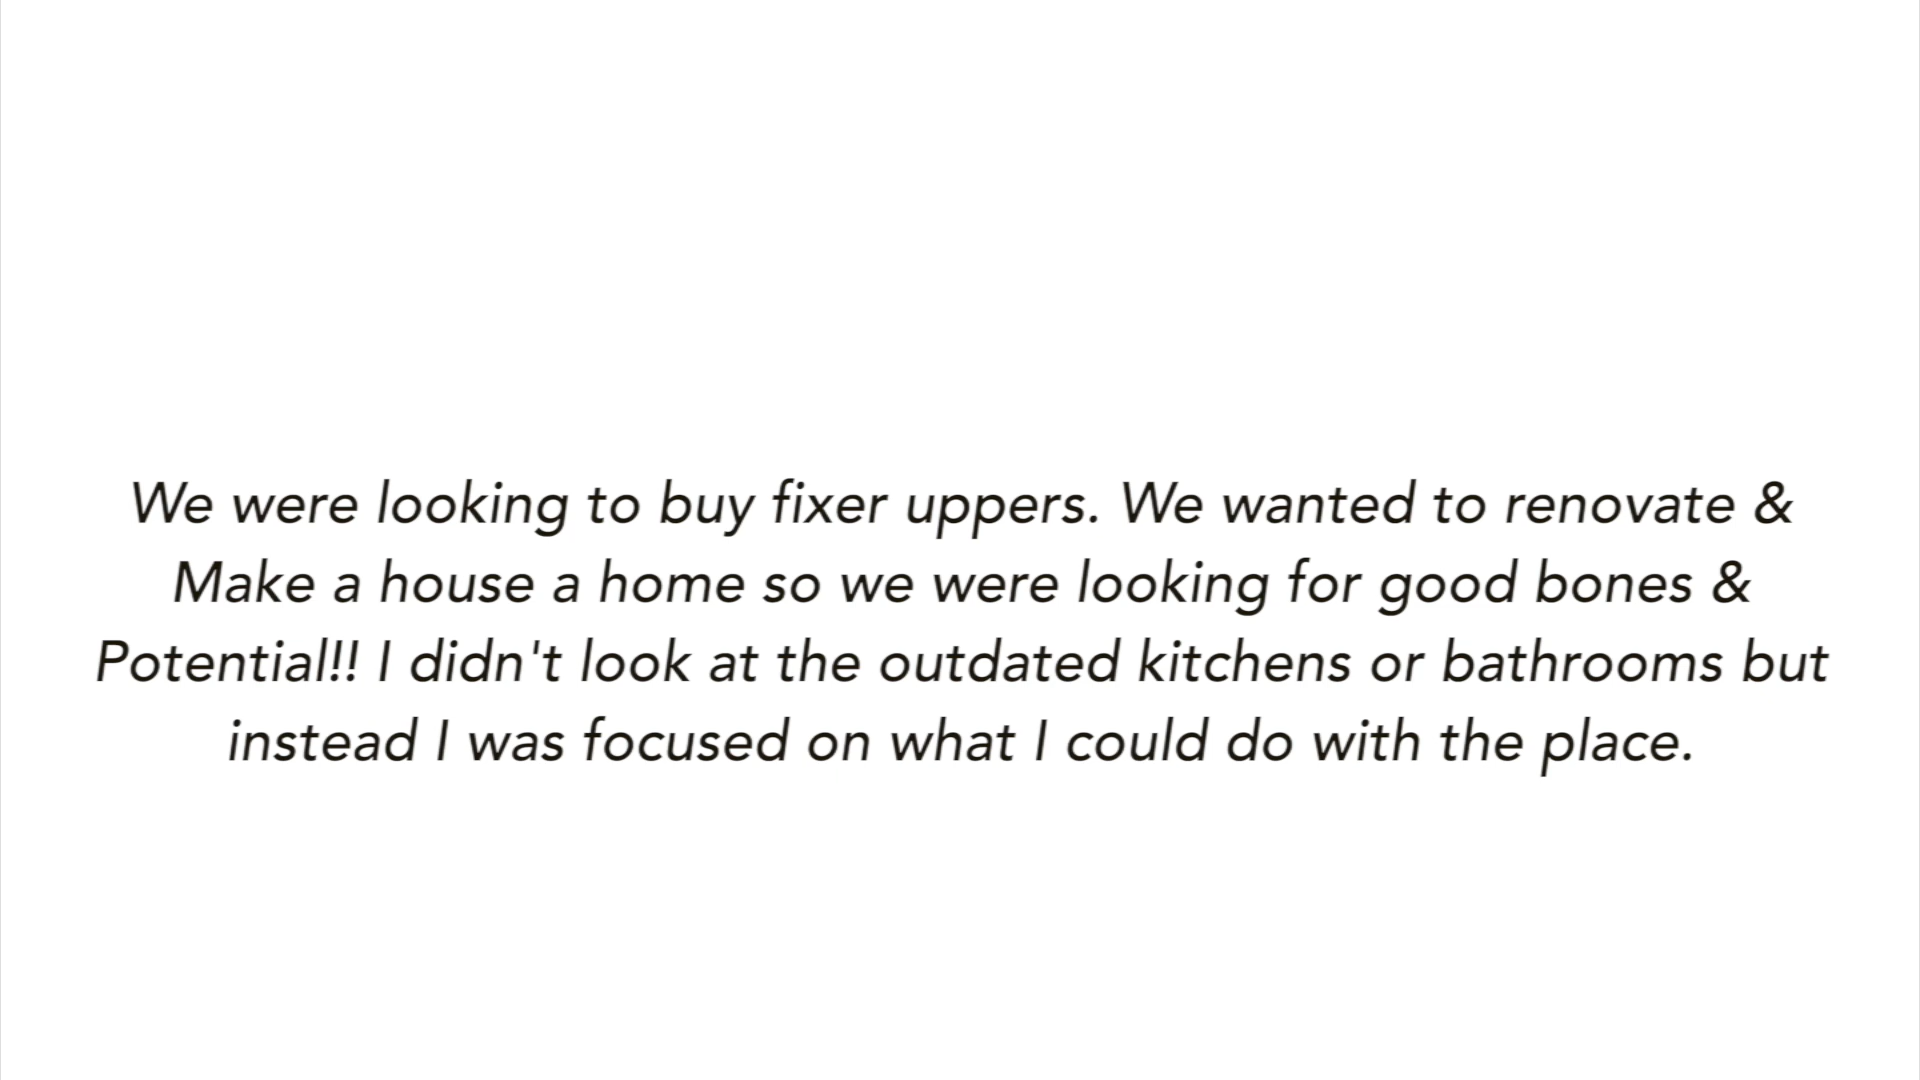 We were looking to buy fixer uppers. We wanted to renovate &
Make a house a home so we were looking for good bones &
Potential!! I didn't look at the outdated kitchens or bathrooms but
instead I was focused on what I could do with the place.